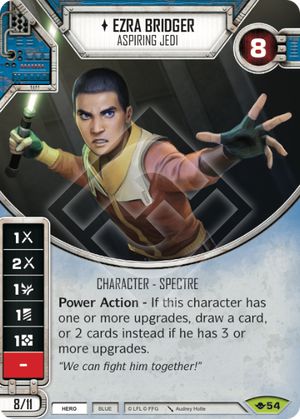 EZRA BRIDGER
ASPIRING JEDI
8
1
2
1
1
1
-
CHARACTER - SPECTRE
Power Action - If this character has
one or more upgrades, draw a card,
or 2 cards instead if he has 3 or
more upgrades.
"We can fight him together!"
8/11
HERO
BLUE
© LFL © FFG
Audrey Hotte
54